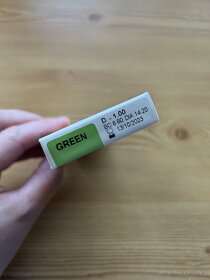 GREEN
D - 1.00
BC 8.60 DIA 14.20
13/10/2023